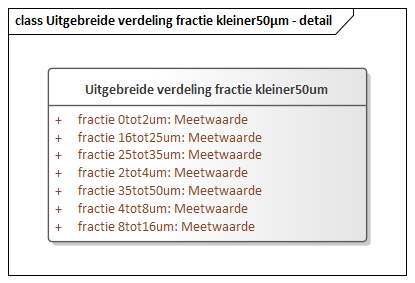 class Uitgebreide verdeling fractie kleiner50µm - detail
Uitgebreide verdeling fractie kleiner50um
+ fractie 0tot2um: Meetwaarde
+ fractie 16tot25um: Meetwaarde
+ fractie 25tot35um: Meetwaarde
+ fractie 2tot4um: Meetwaarde
+ fractie 35tot50um: Meetwaarde
+ fractie 4tot8um: Meetwaarde
+ fractie 8tot16um: Meetwaarde